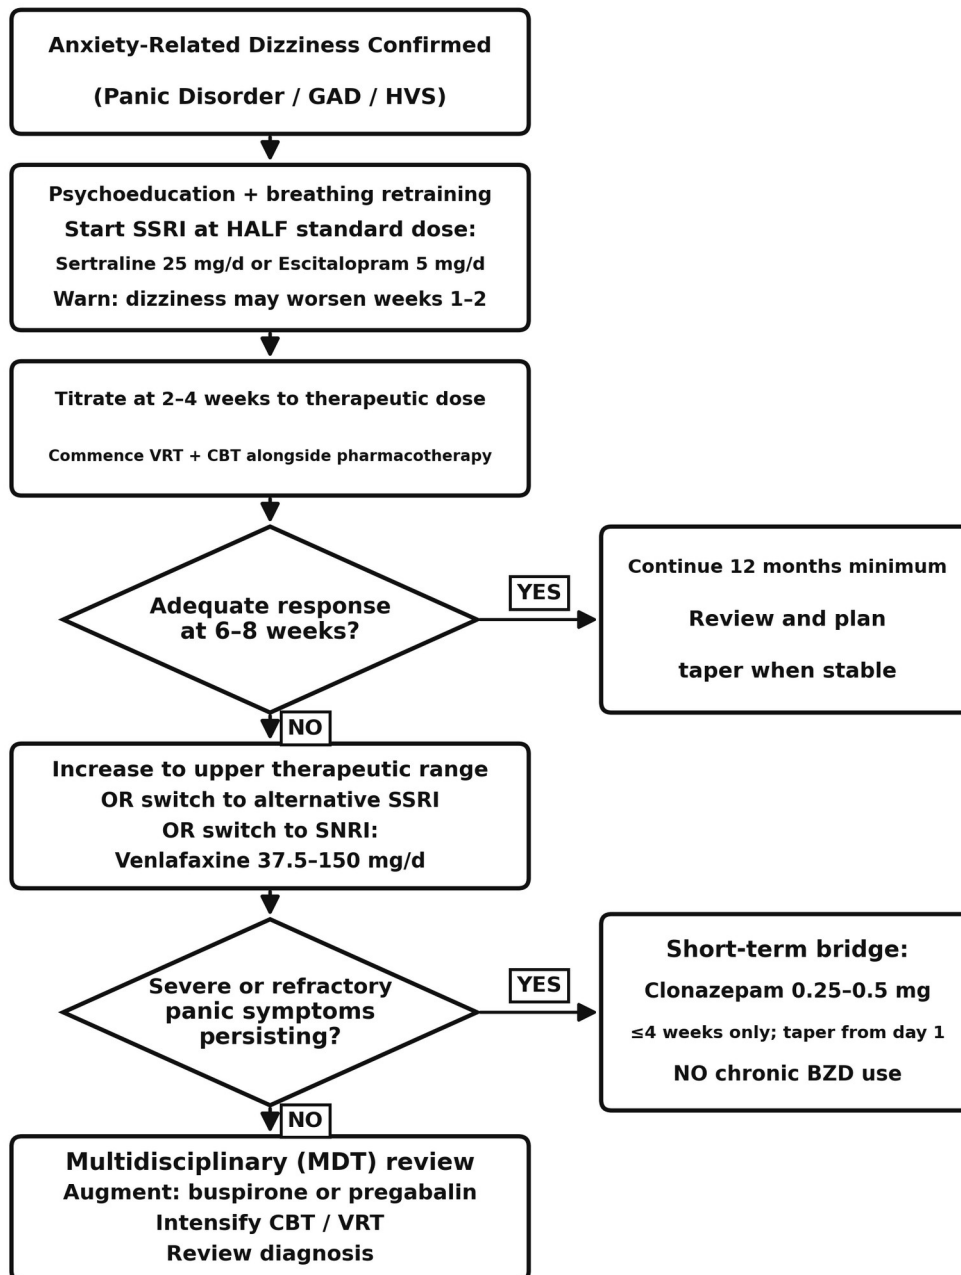 Anxiety-Related Dizziness Confirmed
(Panic Disorder / GAD / HVS)
Psychoeducation + breathing retraining
Start SSRI at HALF standard dose:
Sertraline 25 mg/d or Escitalopram 5 mg/d
Warn: dizziness may worsen weeks 1–2
Titrate at 2–4 weeks to therapeutic dose
Commence VRT + CBT alongside pharmacotherapy
Adequate response
at 6–8 weeks?
YES
Continue 12 months minimum
Review and plan
taper when stable
NO
Increase to upper therapeutic range
OR switch to alternative SSRI
OR switch to SNRI:
Venlafaxine 37.5–150 mg/d
Severe or refractory
panic symptoms
persisting?
YES
Short-term bridge:
Clonazepam 0.25–0.5 mg
≤4 weeks only; taper from day 1
NO chronic BZD use
NO
Multidisciplinary (MDT) review
Augment: buspirone or pregabalin
Intensify CBT / VRT
Review diagnosis